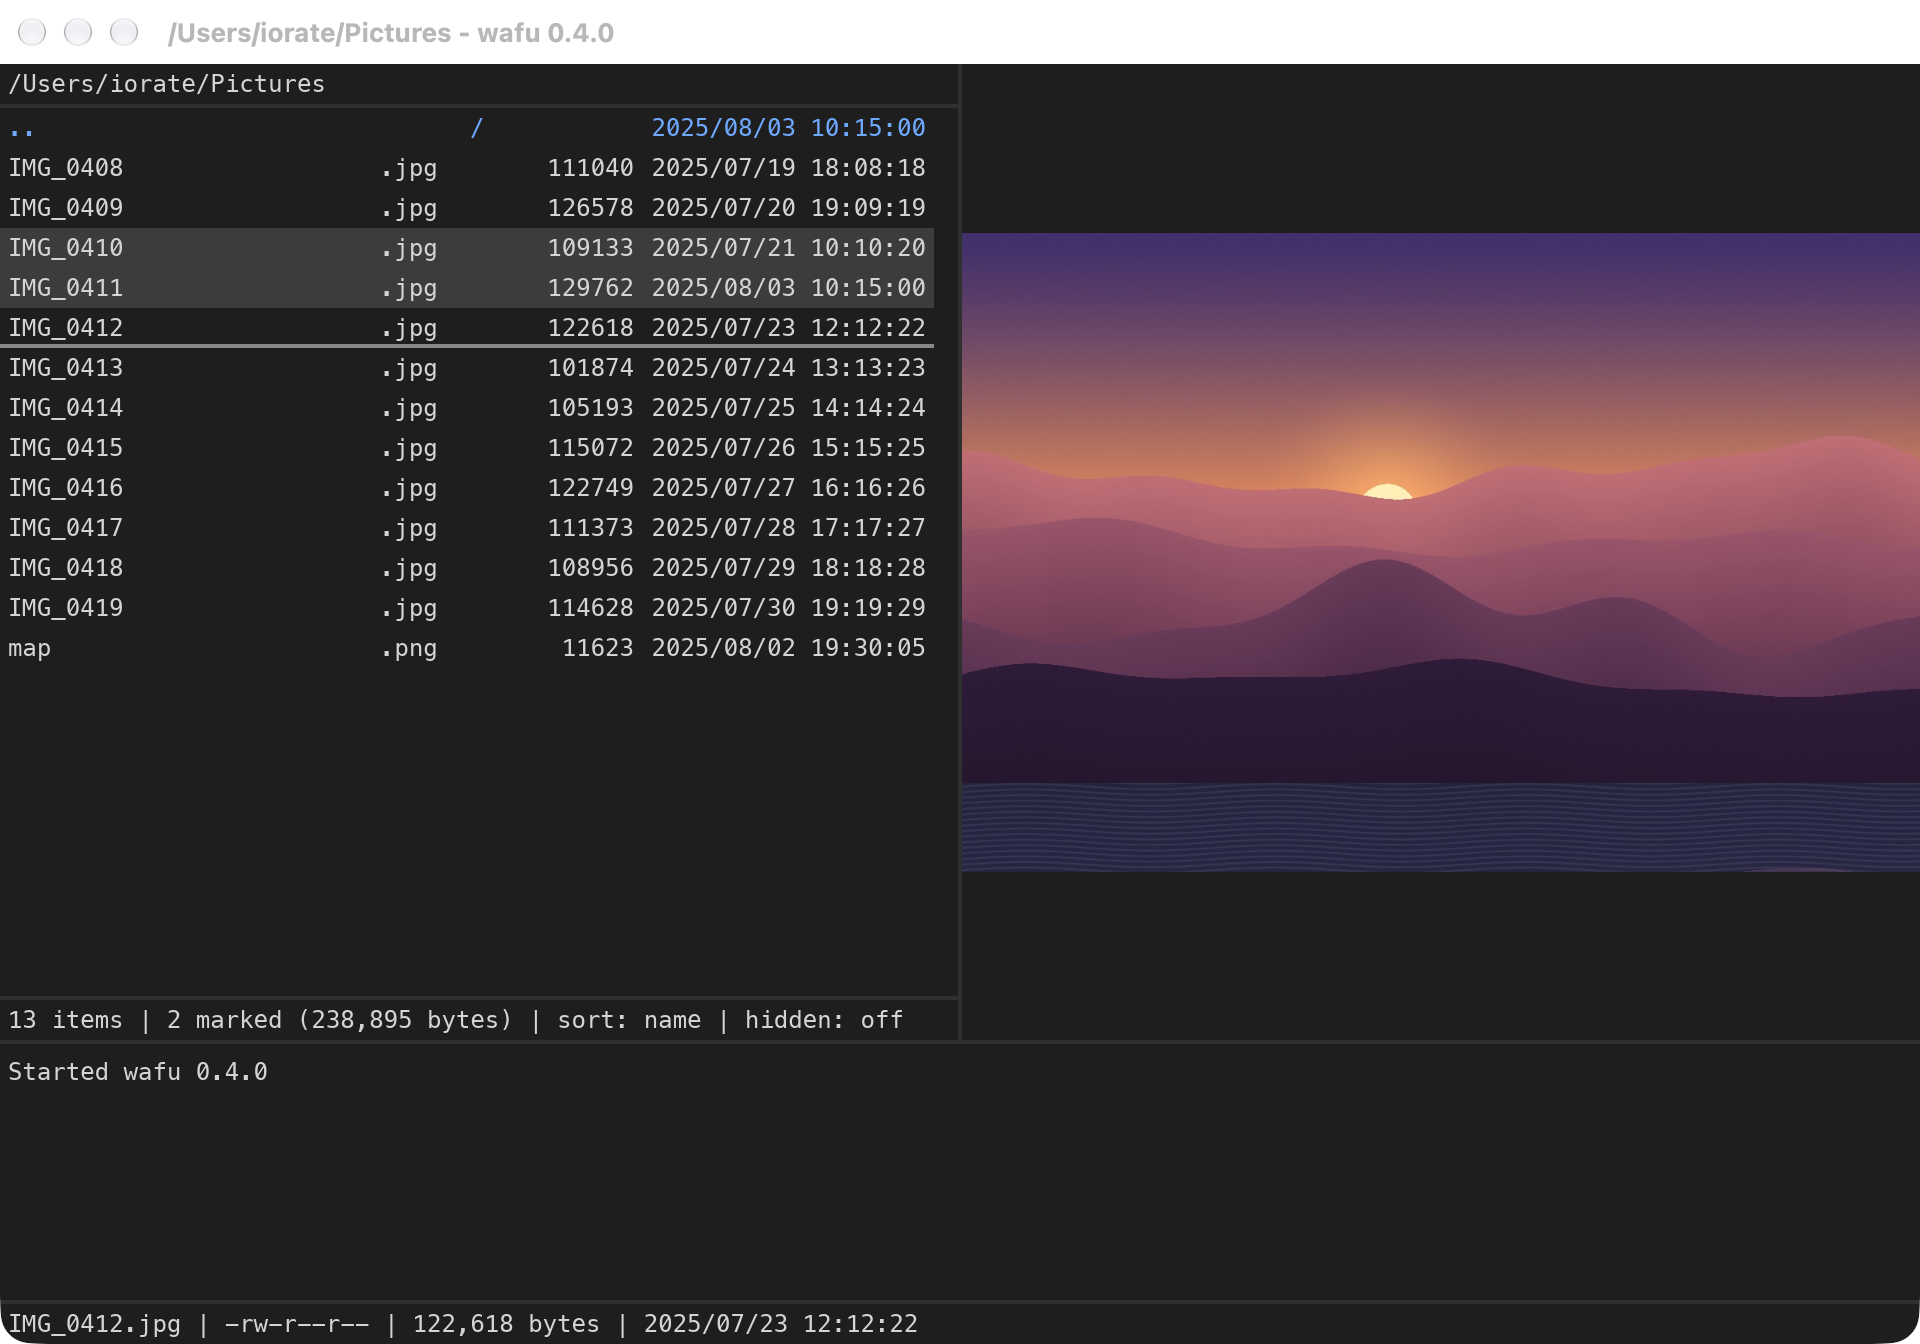 /Users/iorate/Pictures - wafu 0.4.0
/Users/iorate/Pictures
.. / 2025/08/03 10:15:00
IMG_0408 .jpg 111040 2025/07/19 18:08:18
IMG_0409 .jpg 126578 2025/07/20 19:09:19
IMG_0410 .jpg 109133 2025/07/21 10:10:20
IMG_0411 .jpg 129762 2025/08/03 10:15:00
IMG_0412 .jpg 122618 2025/07/23 12:12:22
IMG_0413 .jpg 101874 2025/07/24 13:13:23
IMG_0414 .jpg 105193 2025/07/25 14:14:24
IMG_0415 .jpg 115072 2025/07/26 15:15:25
IMG_0416 .jpg 122749 2025/07/27 16:16:26
IMG_0417 .jpg 111373 2025/07/28 17:17:27
IMG_0418 .jpg 108956 2025/07/29 18:18:28
IMG_0419 .jpg 114628 2025/07/30 19:19:29
map .png 11623 2025/08/02 19:30:05
13 items | 2 marked (238,895 bytes) | sort: name | hidden: off
Started wafu 0.4.0
IMG_0412.jpg | -rw-r--r-- | 122,618 bytes | 2025/07/23 12:12:22